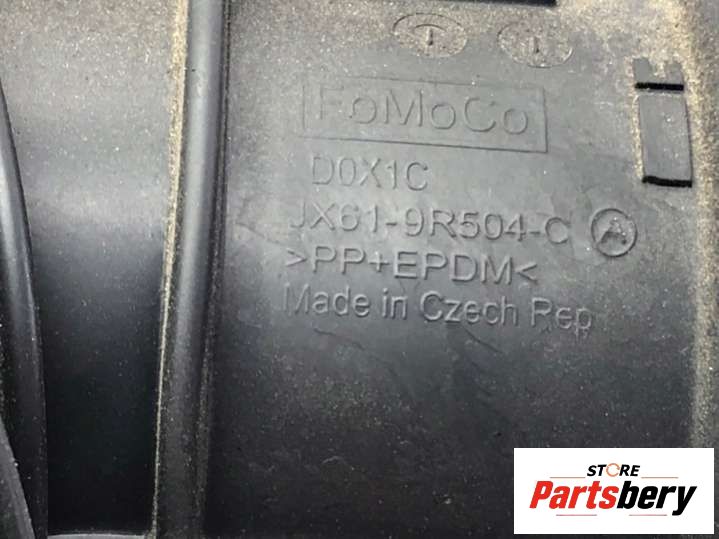 FoMoCo
D0X1C
JX61-9R504-C A
>PP+EPDM<
Made in Czech Rep
STORE
Partsbery